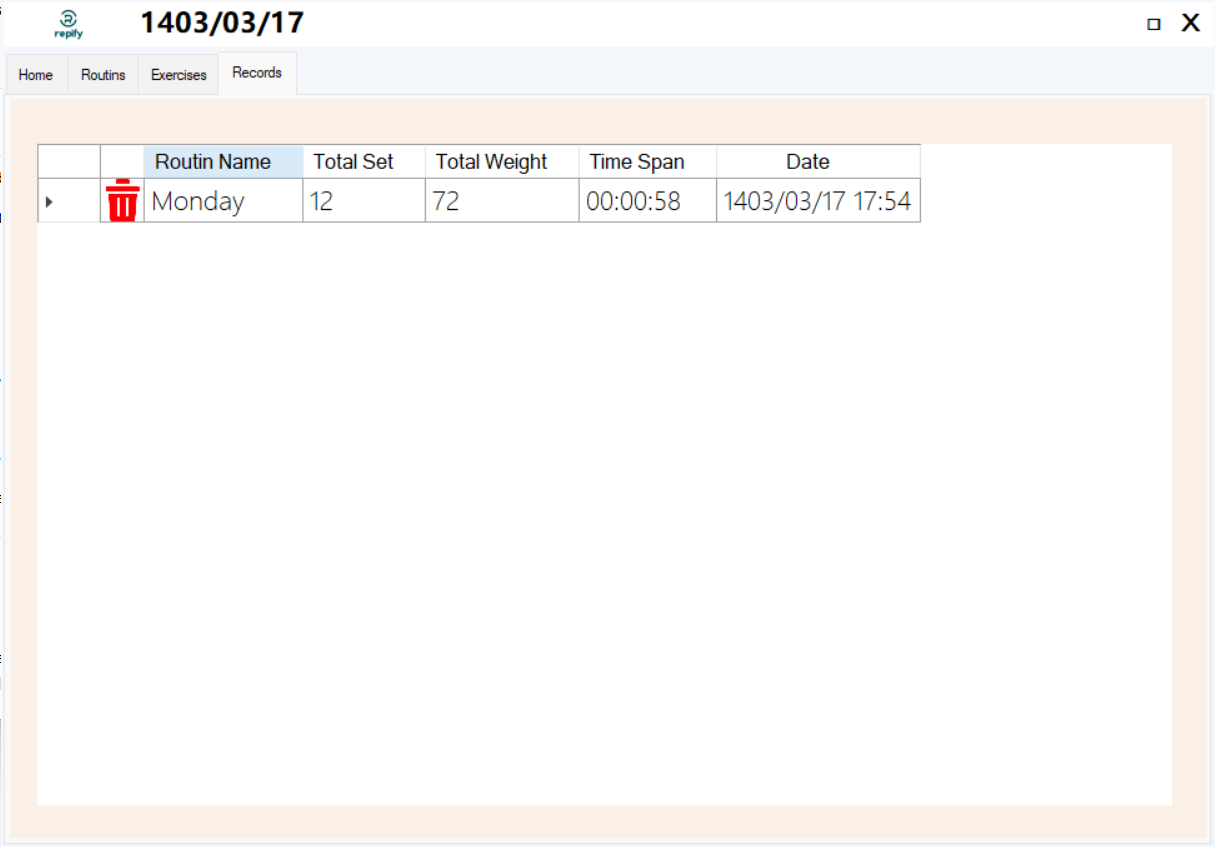 repify
1403/03/17
X
Home Routins Exercises Records
Routin Name Total Set Total Weight Time Span Date
Monday 12 72 00:00:58 1403/03/17 17:54